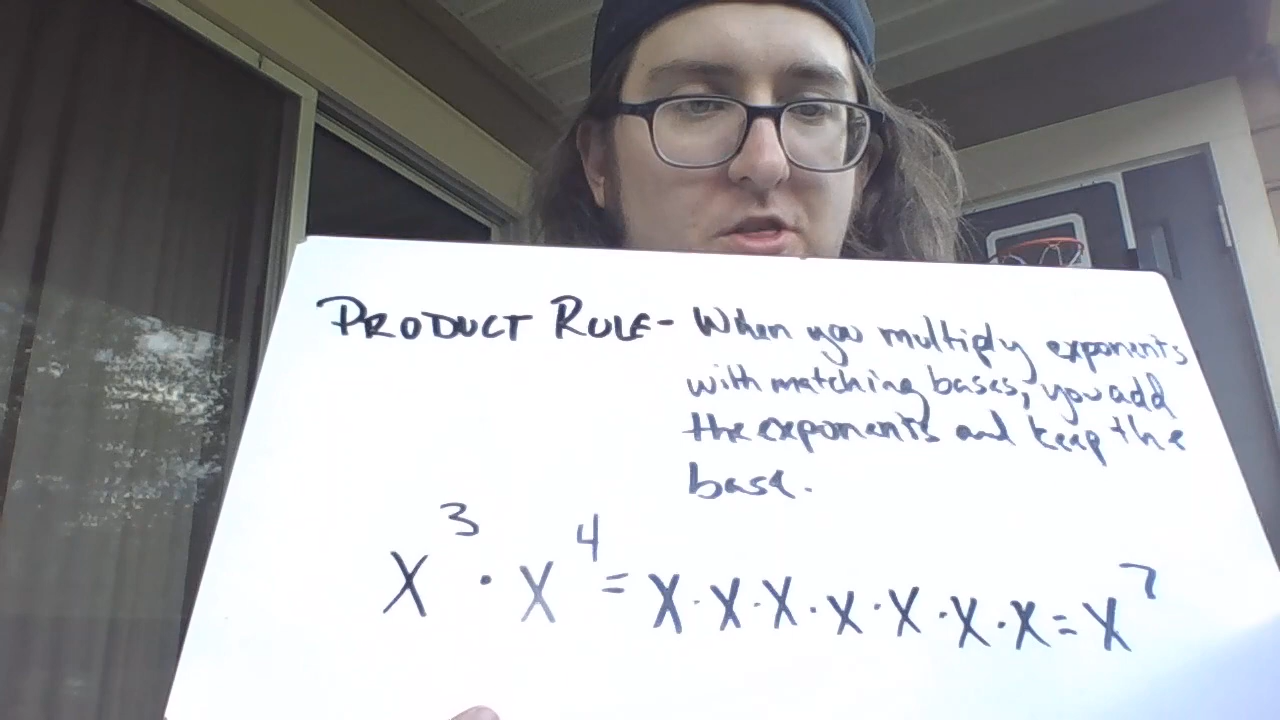 PRODUCT RULE- When you multiply exponents
with matching bases, you add
the exponents and keep the
base.
x³ · x⁴ = x · x · x · x · x · x · x = x⁷